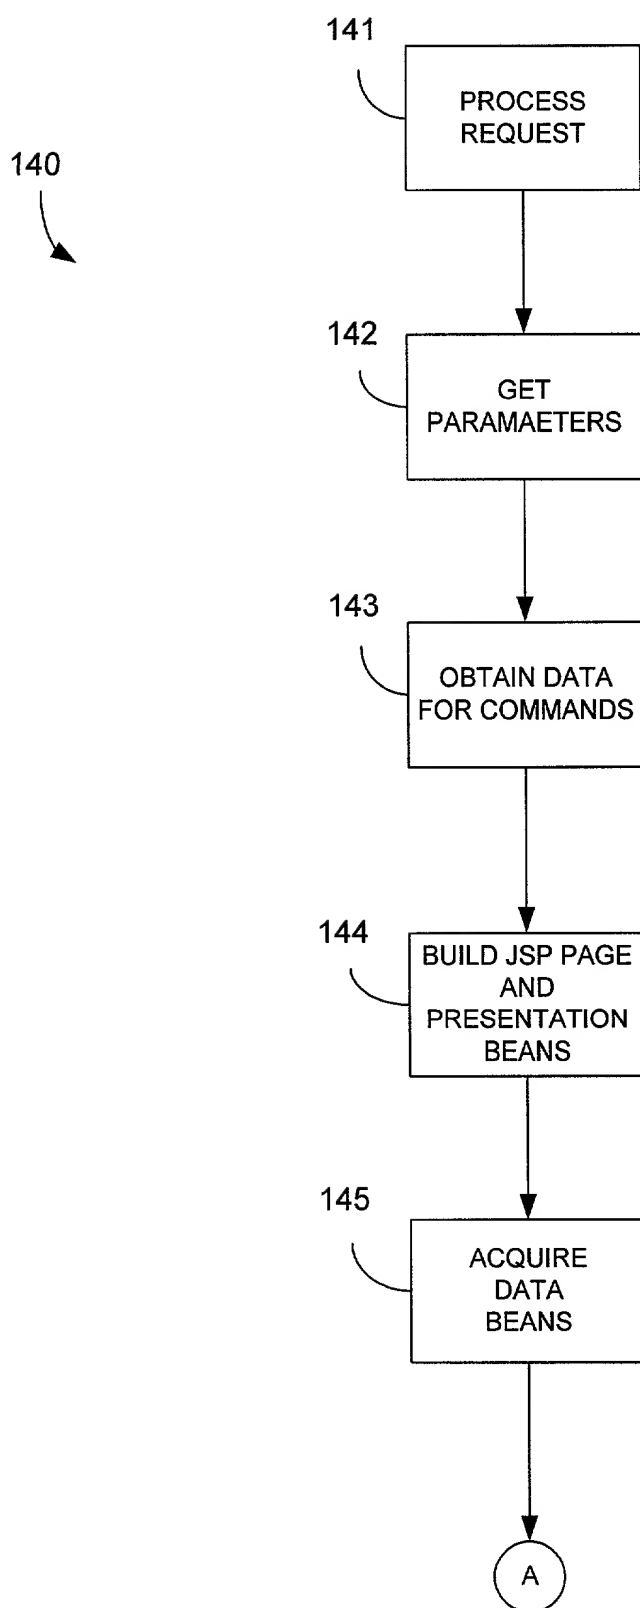 141
PROCESS
REQUEST
140
142
GET
PARAMAETERS
143
OBTAIN DATA
FOR COMMANDS
144
BUILD JSP PAGE
AND
PRESENTATION
BEANS
145
ACQUIRE
DATA
BEANS
A